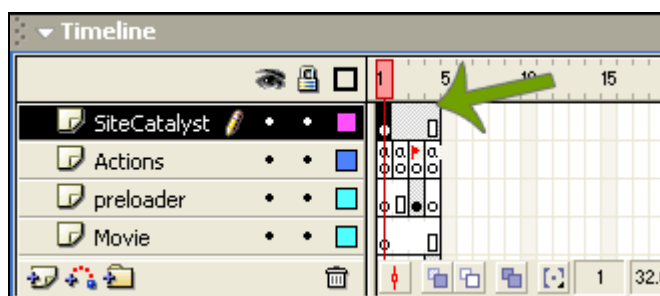 Timeline
1 5 10 15
SiteCatalyst
Actions
a a a
preloader
Movie
1 32.